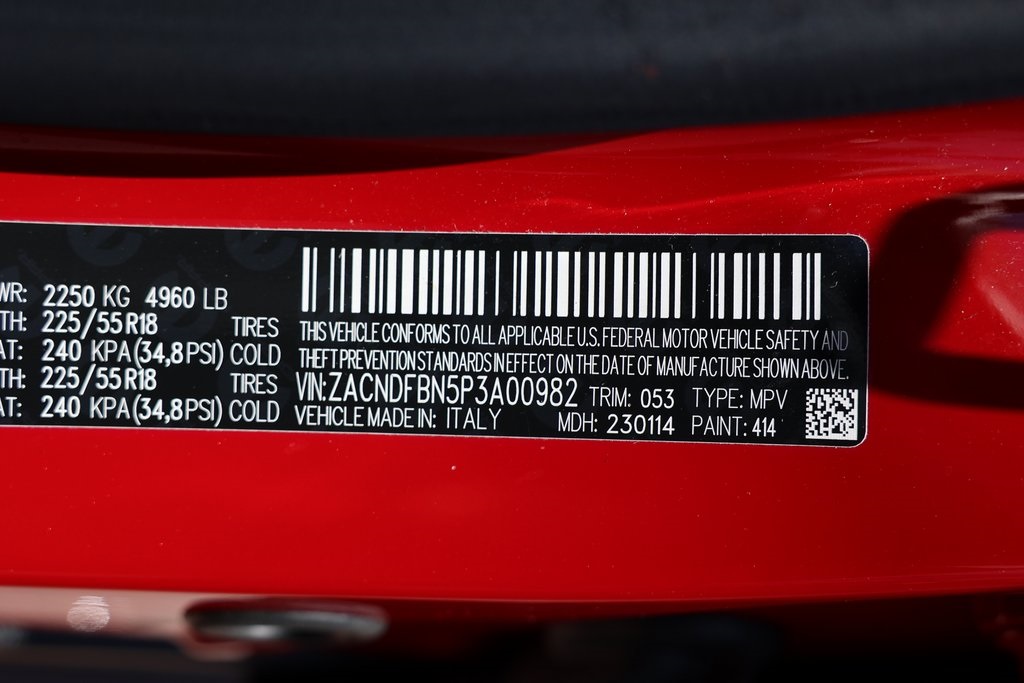 WR: 2250 KG 4960 LB
TH: 225/55R18 TIRES
AT: 240 KPA(34,8PSI) COLD
TH: 225/55R18 TIRES
AT: 240 KPA(34,8PSI) COLD
THIS VEHICLE CONFORMS TO ALL APPLICABLE U.S. FEDERAL MOTOR VEHICLE SAFETY AND
THEFT PREVENTION STANDARDS IN EFFECT ON THE DATE OF MANUFACTURE SHOWN ABOVE.
VIN:ZACNDFBN5P3A00982 TRIM: 053 TYPE: MPV
VEHICLE MADE IN: ITALY MDH: 230114 PAINT: 414